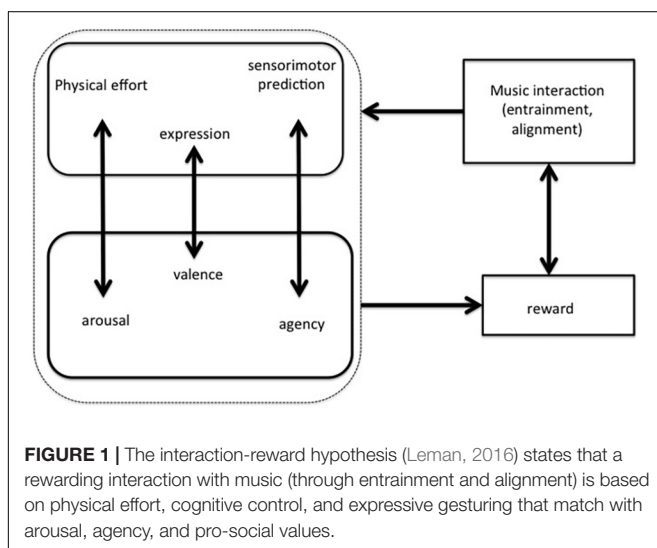 Physical effort
sensorimotor
prediction
expression
valence
arousal
agency
Music interaction
(entrainment,
alignment)
reward
FIGURE 1 | The interaction-reward hypothesis (Leman, 2016) states that a
rewarding interaction with music (through entrainment and alignment) is based
on physical effort, cognitive control, and expressive gesturing that match with
arousal, agency, and pro-social values.